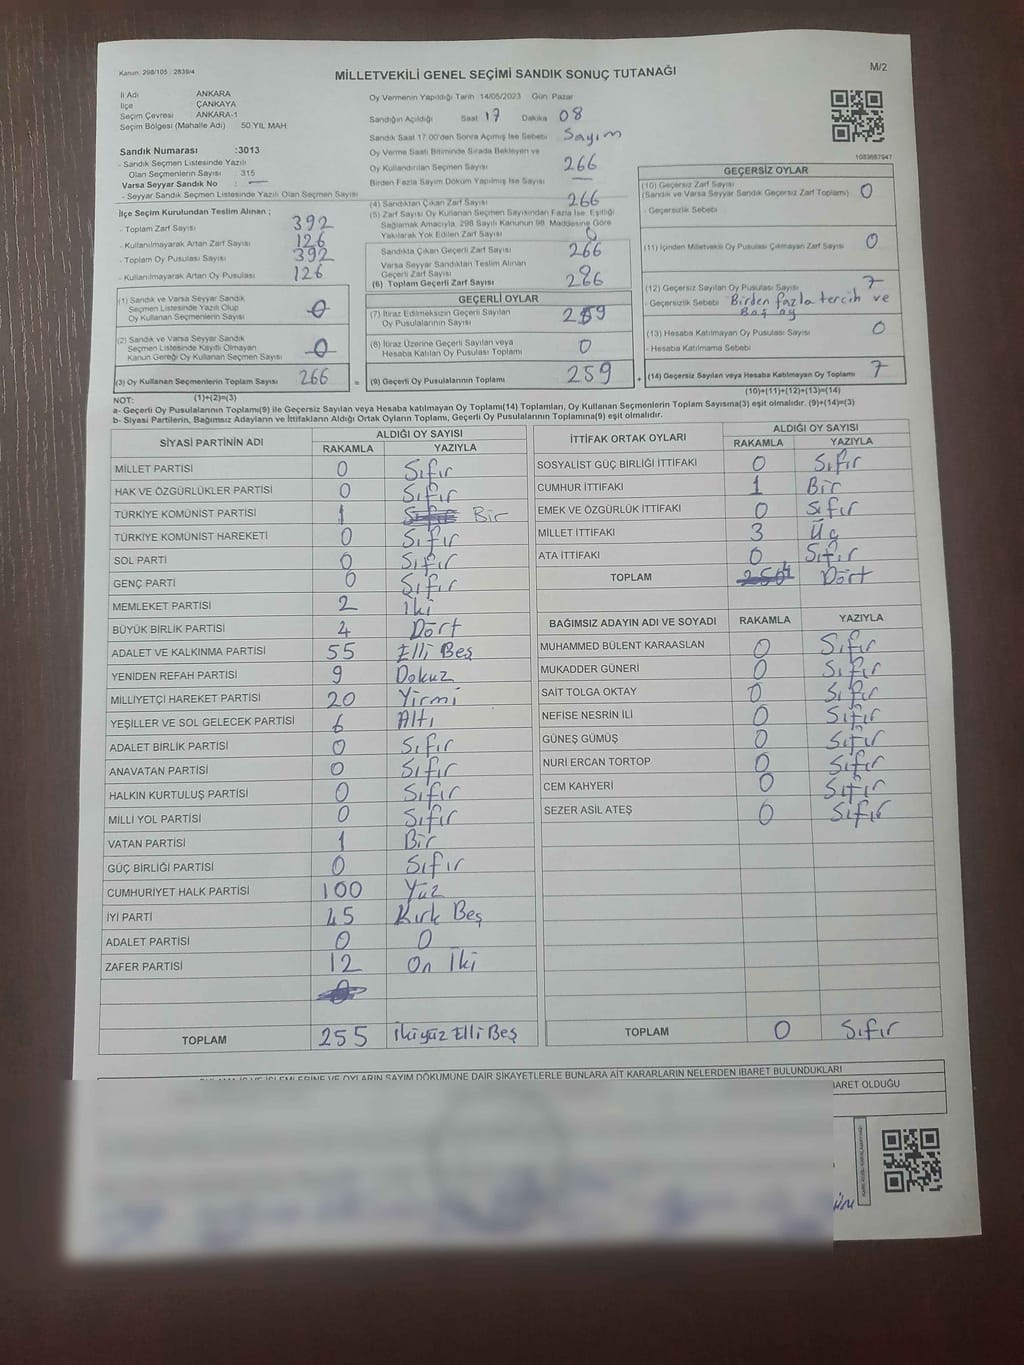 Kanun: 298/105 : 2839/4
MİLLETVEKİLİ GENEL SEÇİMİ SANDIK SONUÇ TUTANAĞI
M/2
İl Adı ANKARA
İlçe ÇANKAYA
Seçim Çevresi ANKARA-1
Seçim Bölgesi (Mahalle Adı) 50 YIL MAH.
Sandık Numarası :3013
- Sandık Seçmen Listesinde Yazılı
Olan Seçmenlerin Sayısı 315
Varsa Seyyar Sandık No : —
- Seyyar Sandık Seçmen Listesinde Yazılı Olan Seçmen Sayısı
İlçe Seçim Kurulundan Teslim Alınan ;
- Toplam Zarf Sayısı : 392
- Kullanılmayarak Artan Zarf Sayısı : 126
- Toplam Oy Pusulası Sayısı : 392
- Kullanılmayarak Artan Oy Pusulası : 126
(1) Sandık ve Varsa Seyyar Sandık
Seçmen Listesinde Yazılı Olup
Oy Kullanan Seçmenlerin Sayısı 0
(2) Sandık ve Varsa Seyyar Sandık
Seçmen Listesinde Kayıtlı Olmayan
Kanun Gereği Oy Kullanan Seçmen Sayısı 0
(3) Oy Kullanan Seçmenlerin Toplam Sayısı 266
Oy Vermenin Yapıldığı Tarih 14/05/2023 Gün Pazar
Sandığın Açıldığı Saat 17 Dakika 08
Sandık Saat 17.00'den Sonra Açılmış İse Sebebi Sayım
Oy Verme Saati Bitiminde Sırada Bekleyen ve
Oy Kullandırılan Seçmen Sayısı 266
Birden Fazla Sayım Döküm Yapılmış İse Sayısı —
(4) Sandıktan Çıkan Zarf Sayısı 266
(5) Zarf Sayısı Oy Kullanan Seçmen Sayısından Fazla İse, Eşitliği
Sağlamak Amacıyla, 298 Sayılı Kanunun 98. Maddesine Göre
Yakılarak Yok Edilen Zarf Sayısı 0
Sandıkta Çıkan Geçerli Zarf Sayısı 266
Varsa Seyyar Sandıktan Teslim Alınan
Geçerli Zarf Sayısı 0
(6) Toplam Geçerli Zarf Sayısı 266
GEÇERLİ OYLAR
(7) İtiraz Edilmeksizin Geçerli Sayılan
Oy Pusulalarının Sayısı 259
(8) İtiraz Üzerine Geçerli Sayılan veya
Hesaba Katılan Oy Pusulası Toplamı 0
= (9) Geçerli Oy Pusulalarının Toplamı 259
1083687947
GEÇERSİZ OYLAR
(10) Geçersiz Zarf Sayısı
(Sandık ve Varsa Seyyar Sandık Geçersiz Zarf Toplamı) : 0
- Geçersizlik Sebebi
(11) İçinden Milletvekili Oy Pusulası Çıkmayan Zarf Sayısı 0
(12) Geçersiz Sayılan Oy Pusulası Sayısı 7
- Geçersizlik Sebebi Birden fazla tercih ve
Boş oy
(13) Hesaba Katılmayan Oy Pusulası Sayısı 0
- Hesaba Katılmama Sebebi
+ (14) Geçersiz Sayılan veya Hesaba Katılmayan Oy Toplamı 7
NOT: (1)+(2)=(3) (10)+(11)+(12)+(13)=(14)
a- Geçerli Oy Pusulalarının Toplamı(9) ile Geçersiz Sayılan veya Hesaba katılmayan Oy Toplamı(14) Toplamları, Oy Kullanan Seçmenlerin Toplam Sayısına(3) eşit olmalıdır. (9)+(14)=(3)
b- Siyasi Partilerin, Bağımsız Adayların ve İttifakların Aldığı Ortak Oyların Toplamı, Geçerli Oy Pusulalarının Toplamına(9) eşit olmalıdır.
SİYASİ PARTİNİN ADI ALDIĞI OY SAYISI
RAKAMLA YAZIYLA
MİLLET PARTİSİ 0 Sıfır
HAK VE ÖZGÜRLÜKLER PARTİSİ 0 Sıfır
TÜRKİYE KOMÜNİST PARTİSİ 1 Bir
TÜRKİYE KOMÜNİST HAREKETİ 0 Sıfır
SOL PARTİ 0 Sıfır
GENÇ PARTİ 0 Sıfır
MEMLEKET PARTİSİ 2 İki
BÜYÜK BİRLİK PARTİSİ 4 Dört
ADALET VE KALKINMA PARTİSİ 55 Elli Beş
YENİDEN REFAH PARTİSİ 9 Dokuz
MİLLİYETÇİ HAREKET PARTİSİ 20 Yirmi
YEŞİLLER VE SOL GELECEK PARTİSİ 6 Altı
ADALET BİRLİK PARTİSİ 0 Sıfır
ANAVATAN PARTİSİ 0 Sıfır
HALKIN KURTULUŞ PARTİSİ 0 Sıfır
MİLLİ YOL PARTİSİ 0 Sıfır
VATAN PARTİSİ 1 Bir
GÜÇ BİRLİĞİ PARTİSİ 0 Sıfır
CUMHURİYET HALK PARTİSİ 100 Yüz
İYİ PARTİ 45 Kırk Beş
ADALET PARTİSİ 0 0
ZAFER PARTİSİ 12 On İki
TOPLAM 255 İkiyüz Elli Beş
İTTİFAK ORTAK OYLARI ALDIĞI OY SAYISI
RAKAMLA YAZIYLA
SOSYALİST GÜÇ BİRLİĞİ İTTİFAKI 0 Sıfır
CUMHUR İTTİFAKI 1 Bir
EMEK VE ÖZGÜRLÜK İTTİFAKI 0 Sıfır
MİLLET İTTİFAKI 3 Üç
ATA İTTİFAKI 0 Sıfır
TOPLAM Dört
BAĞIMSIZ ADAYIN ADI VE SOYADI RAKAMLA YAZIYLA
MUHAMMED BÜLENT KARAASLAN 0 Sıfır
MUKADDER GÜNERİ 0 Sıfır
SAİT TOLGA OKTAY 0 Sıfır
NEFİSE NESRİN İLİ 0 Sıfır
GÜNEŞ GÜMÜŞ 0 Sıfır
NURİ ERCAN TORTOP 0 Sıfır
CEM KAHYERİ 0 Sıfır
SEZER ASİL ATEŞ 0 Sıfır
TOPLAM 0 Sıfır
İŞLEMLERİNE VE OYLARIN SAYIM DÖKÜMÜNE DAİR ŞİKAYETLERLE BUNLARA AİT KARARLARIN NELERDEN İBARET BULUNDUKLARI
İBARET OLDUĞU